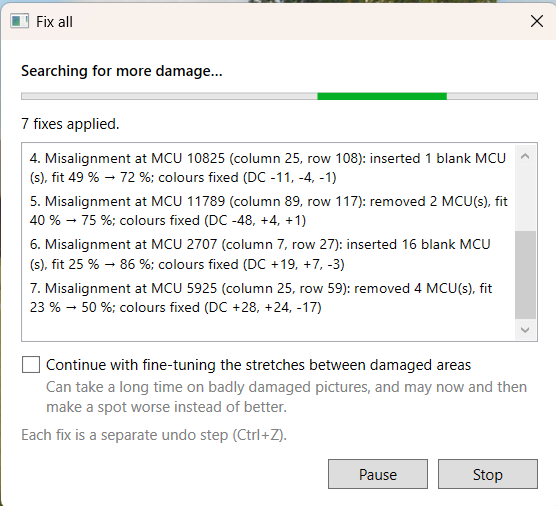 Fix all
Searching for more damage...
7 fixes applied.
4. Misalignment at MCU 10825 (column 25, row 108): inserted 1 blank MCU
(s), fit 49 % → 72 %; colours fixed (DC -11, -4, -1)
5. Misalignment at MCU 11789 (column 89, row 117): removed 2 MCU(s), fit
40 % → 75 %; colours fixed (DC -48, +4, +1)
6. Misalignment at MCU 2707 (column 7, row 27): inserted 16 blank MCU
(s), fit 25 % → 86 %; colours fixed (DC +19, +7, -3)
7. Misalignment at MCU 5925 (column 25, row 59): removed 4 MCU(s), fit
23 % → 50 %; colours fixed (DC +28, +24, -17)
Continue with fine-tuning the stretches between damaged areas
Can take a long time on badly damaged pictures, and may now and then
make a spot worse instead of better.
Each fix is a separate undo step (Ctrl+Z).
Pause
Stop